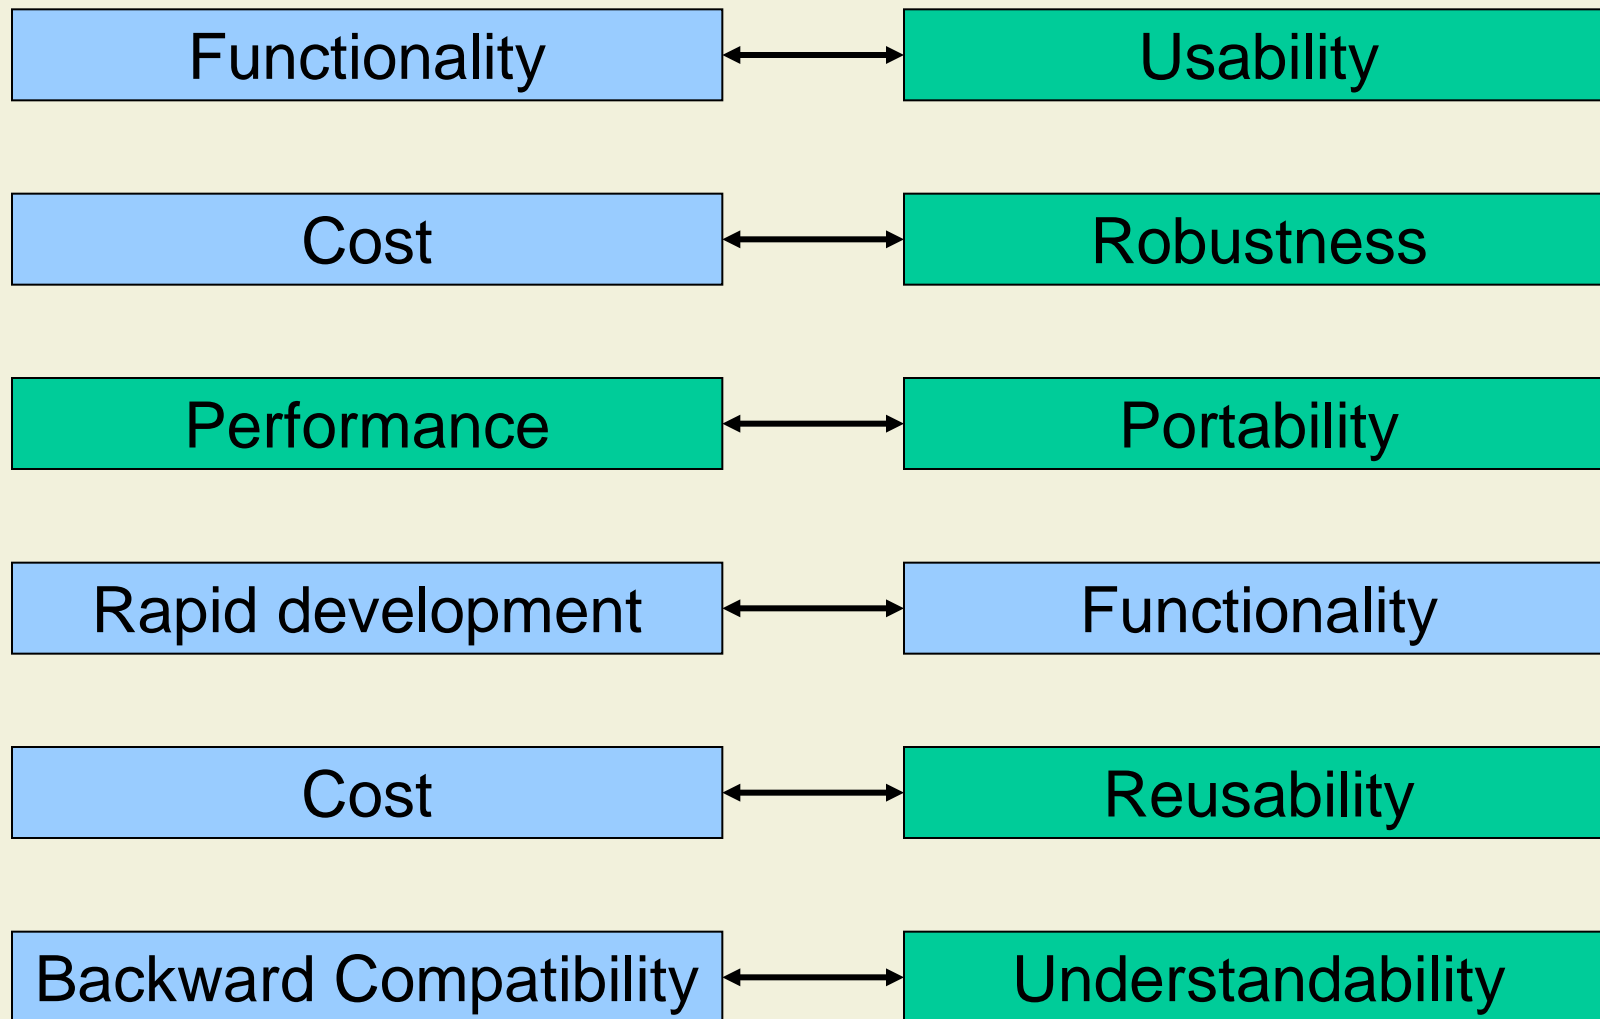 Functionality
Usability
Cost
Robustness
Performance
Portability
Rapid development
Functionality
Cost
Reusability
Backward Compatibility
Understandability